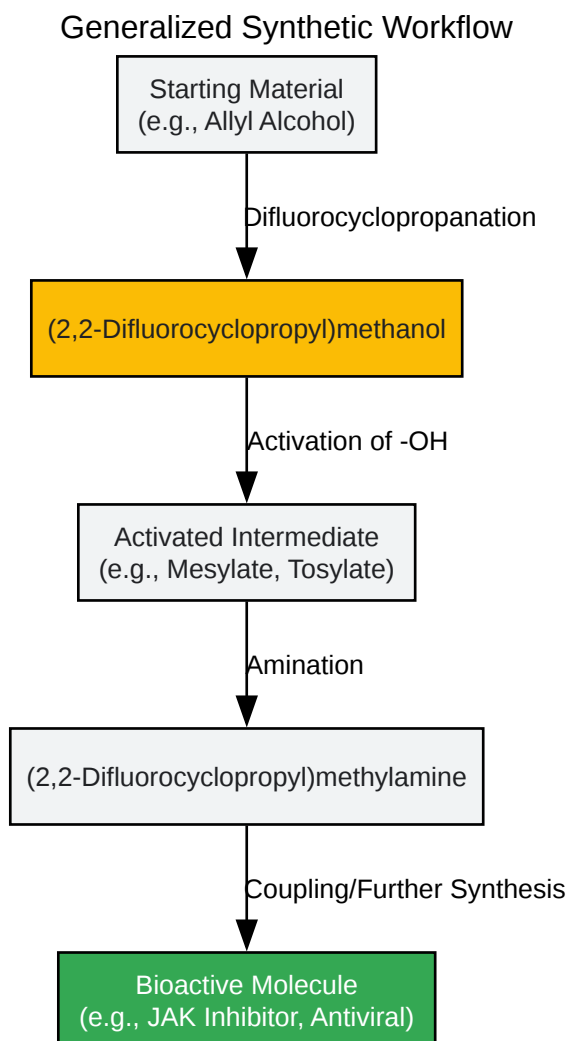 Generalized Synthetic Workflow
Starting Material
(e.g., Allyl Alcohol)
Difluorocyclopropanation
(2,2-Difluorocyclopropyl)methanol
Activation of -OH
Activated Intermediate
(e.g., Mesylate, Tosylate)
Amination
(2,2-Difluorocyclopropyl)methylamine
Coupling/Further Synthesis
Bioactive Molecule
(e.g., JAK Inhibitor, Antiviral)